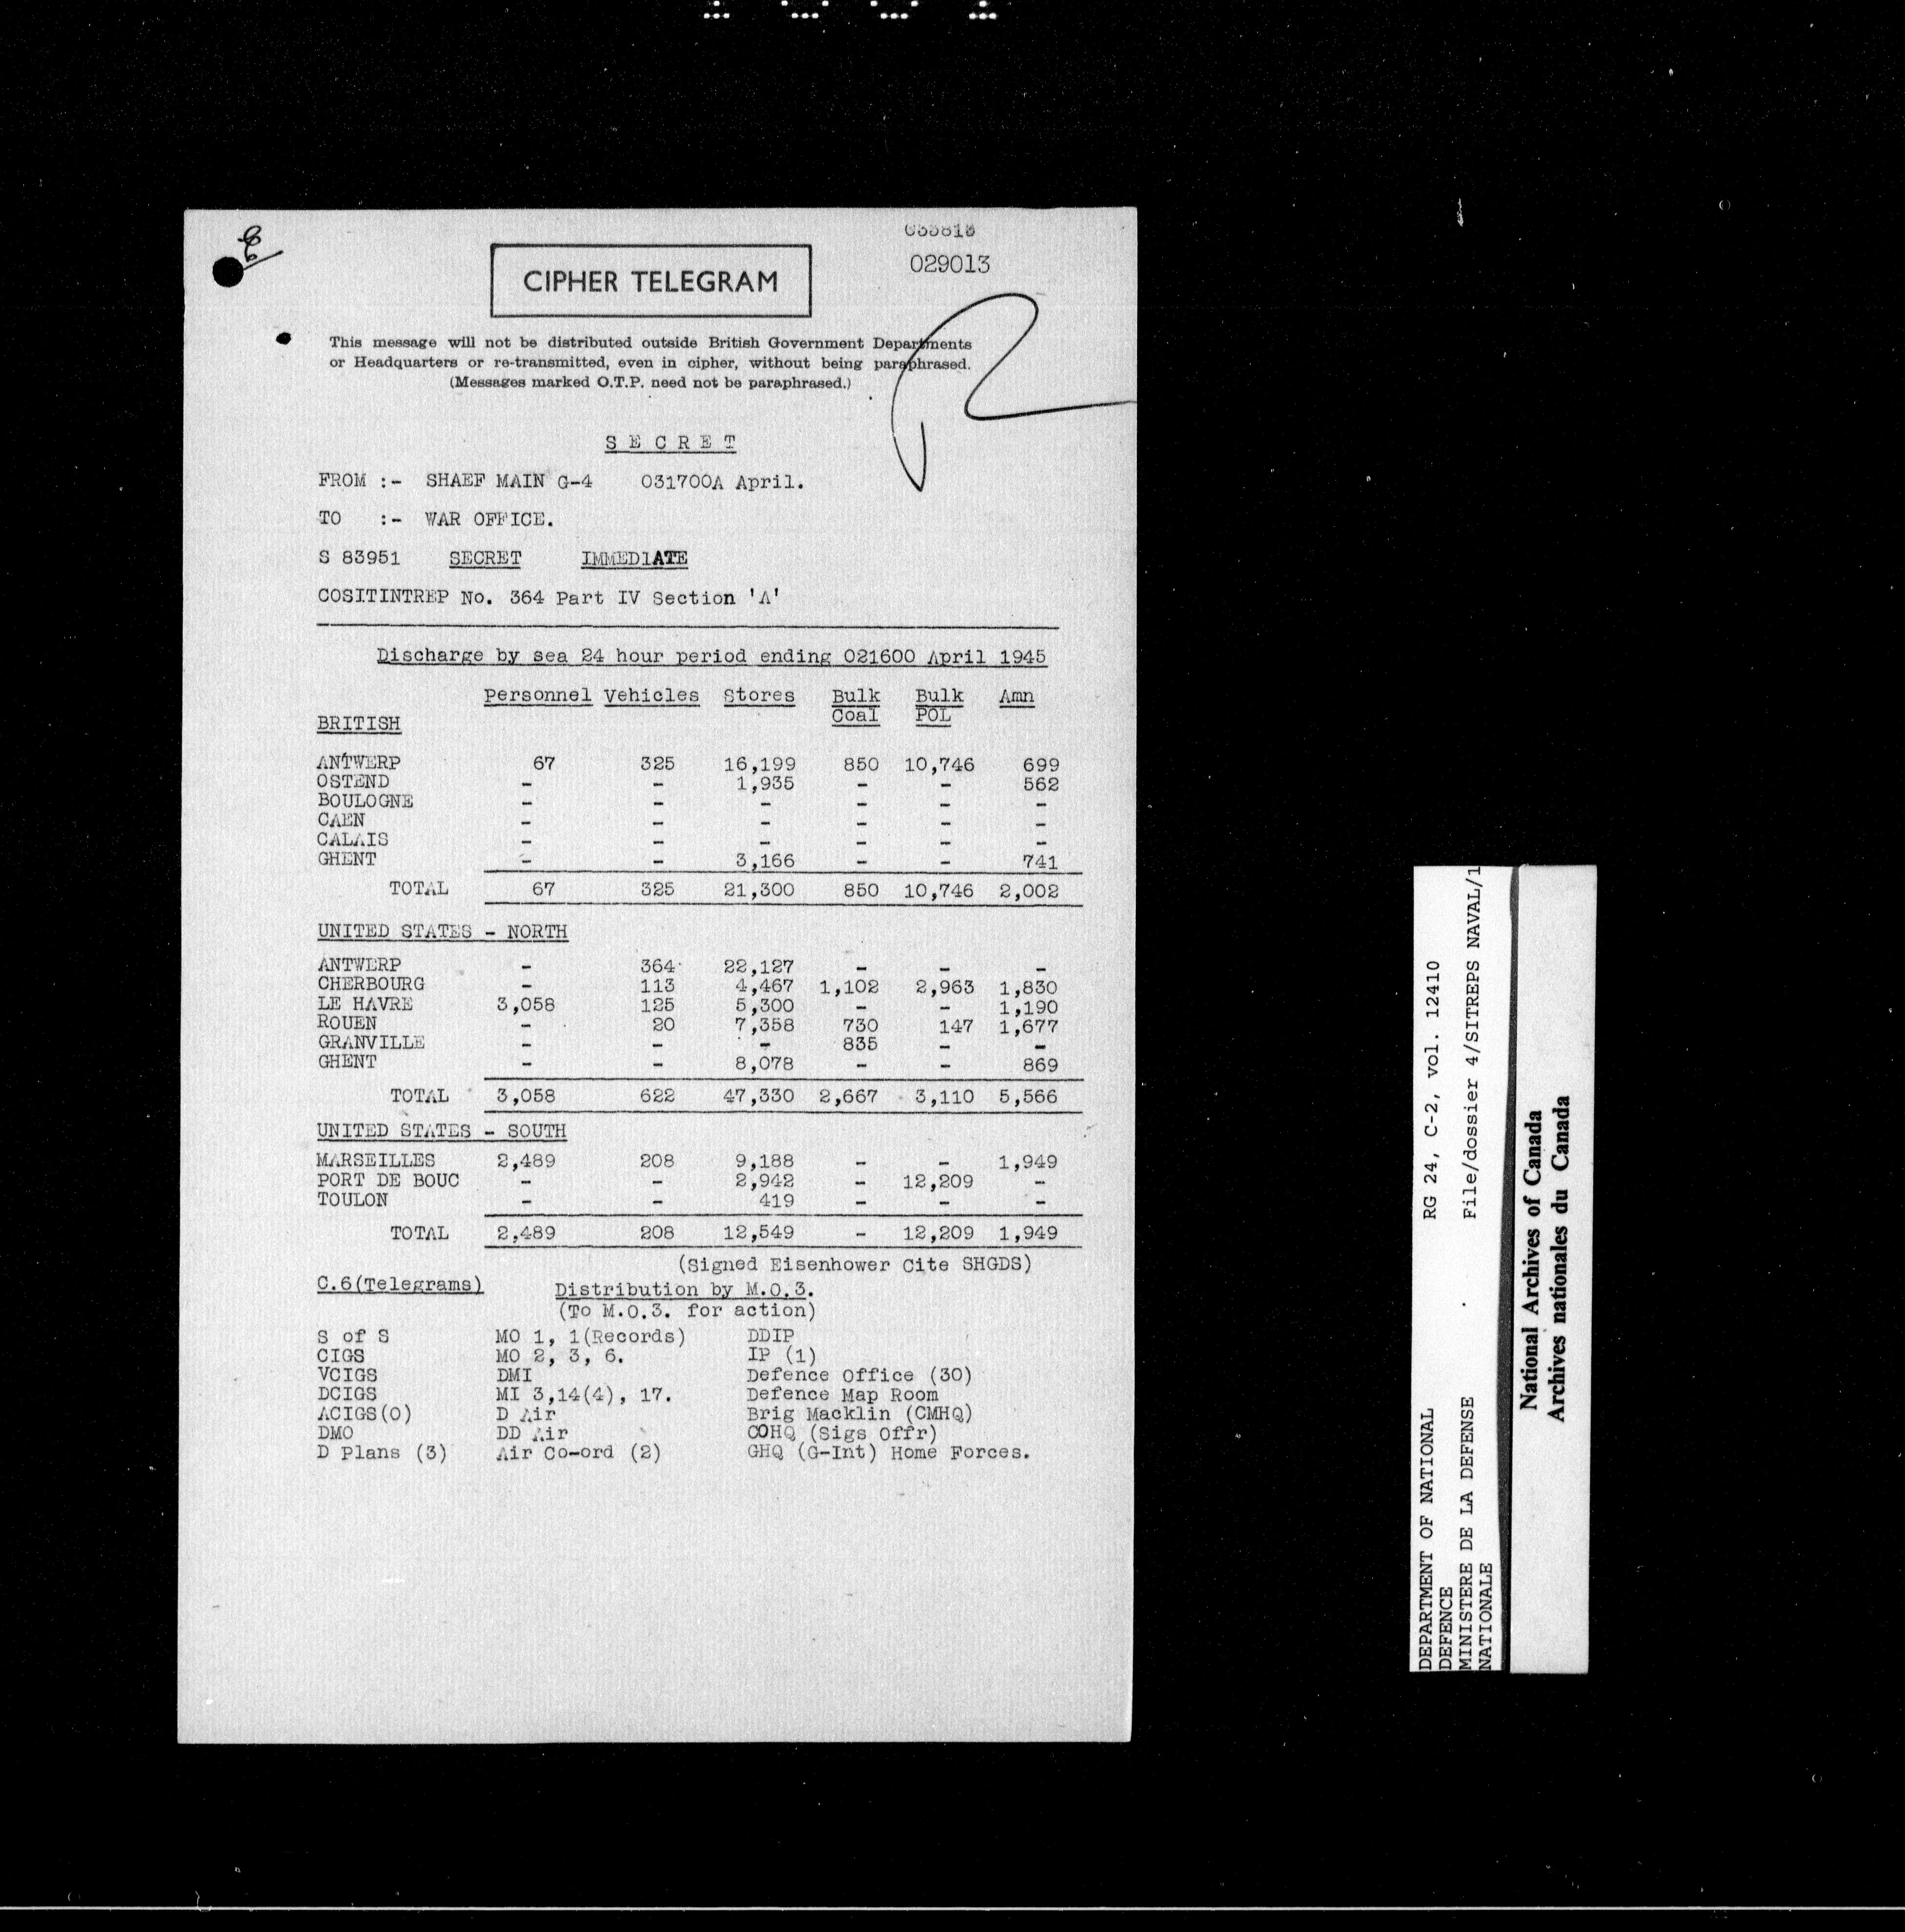 029013
CIPHER TELEGRAM
This message will not be distributed outside British Government Departments
or Headquarters or re-transmitted, even in cipher, without being paraphrased.
(Messages marked O.T.P. need not be paraphrased.)
SECRET
FROM :- SHAEF MAIN G-4 031700A April.
TO :- WAR OFFICE.
S 83951 SECRET IMMEDIATE
COSITINTREP No. 364 Part IV Section 'A'
Discharge by sea 24 hour period ending 021600 April 1945
Personnel Vehicles Stores Bulk Coal Bulk POL Amn
BRITISH
ANTWERP 67 325 16,199 850 10,746 699
OSTEND - - 1,935 - - 562
BOULOGNE - - - - - -
CAEN - - - - - -
CALAIS - - - - - -
GHENT - - 3,166 - - 741
TOTAL 67 325 21,300 850 10,746 2,002
UNITED STATES - NORTH
ANTWERP - 364 22,127 - - -
CHERBOURG - 113 4,467 1,102 2,963 1,830
LE HAVRE 3,058 125 5,300 - - 1,190
ROUEN - 20 7,358 730 147 1,677
GRANVILLE - - - 835 - -
GHENT - - 8,078 - - 869
TOTAL 3,058 622 47,330 2,667 3,110 5,566
UNITED STATES - SOUTH
MARSEILLES 2,489 208 9,188 - - 1,949
PORT DE BOUC - - 2,942 - 12,209 -
TOULON - - 419 - - -
TOTAL 2,489 208 12,549 - 12,209 1,949
(Signed Eisenhower Cite SHGDS)
C.6(Telegrams) Distribution by M.O.3.
(To M.O.3. for action)
S of S MO 1, 1(Records) DDIP
CIGS MO 2, 3, 6. IP (1)
VCIGS DMI Defence Office (30)
DCIGS MI 3,14(4), 17. Defence Map Room
ACIGS(O) D Air Brig Macklin (CMHQ)
DMO DD Air COHQ (Sigs Offr)
D Plans (3) Air Co-ord (2) GHQ (G-Int) Home Forces.
DEPARTMENT OF NATIONAL RG 24, C-2, vol. 12410
DEFENCE
MINISTERE DE LA DEFENSE File/dossier 4/SITREPS NAVAL/1
NATIONALE
National Archives of Canada
Archives nationales du Canada